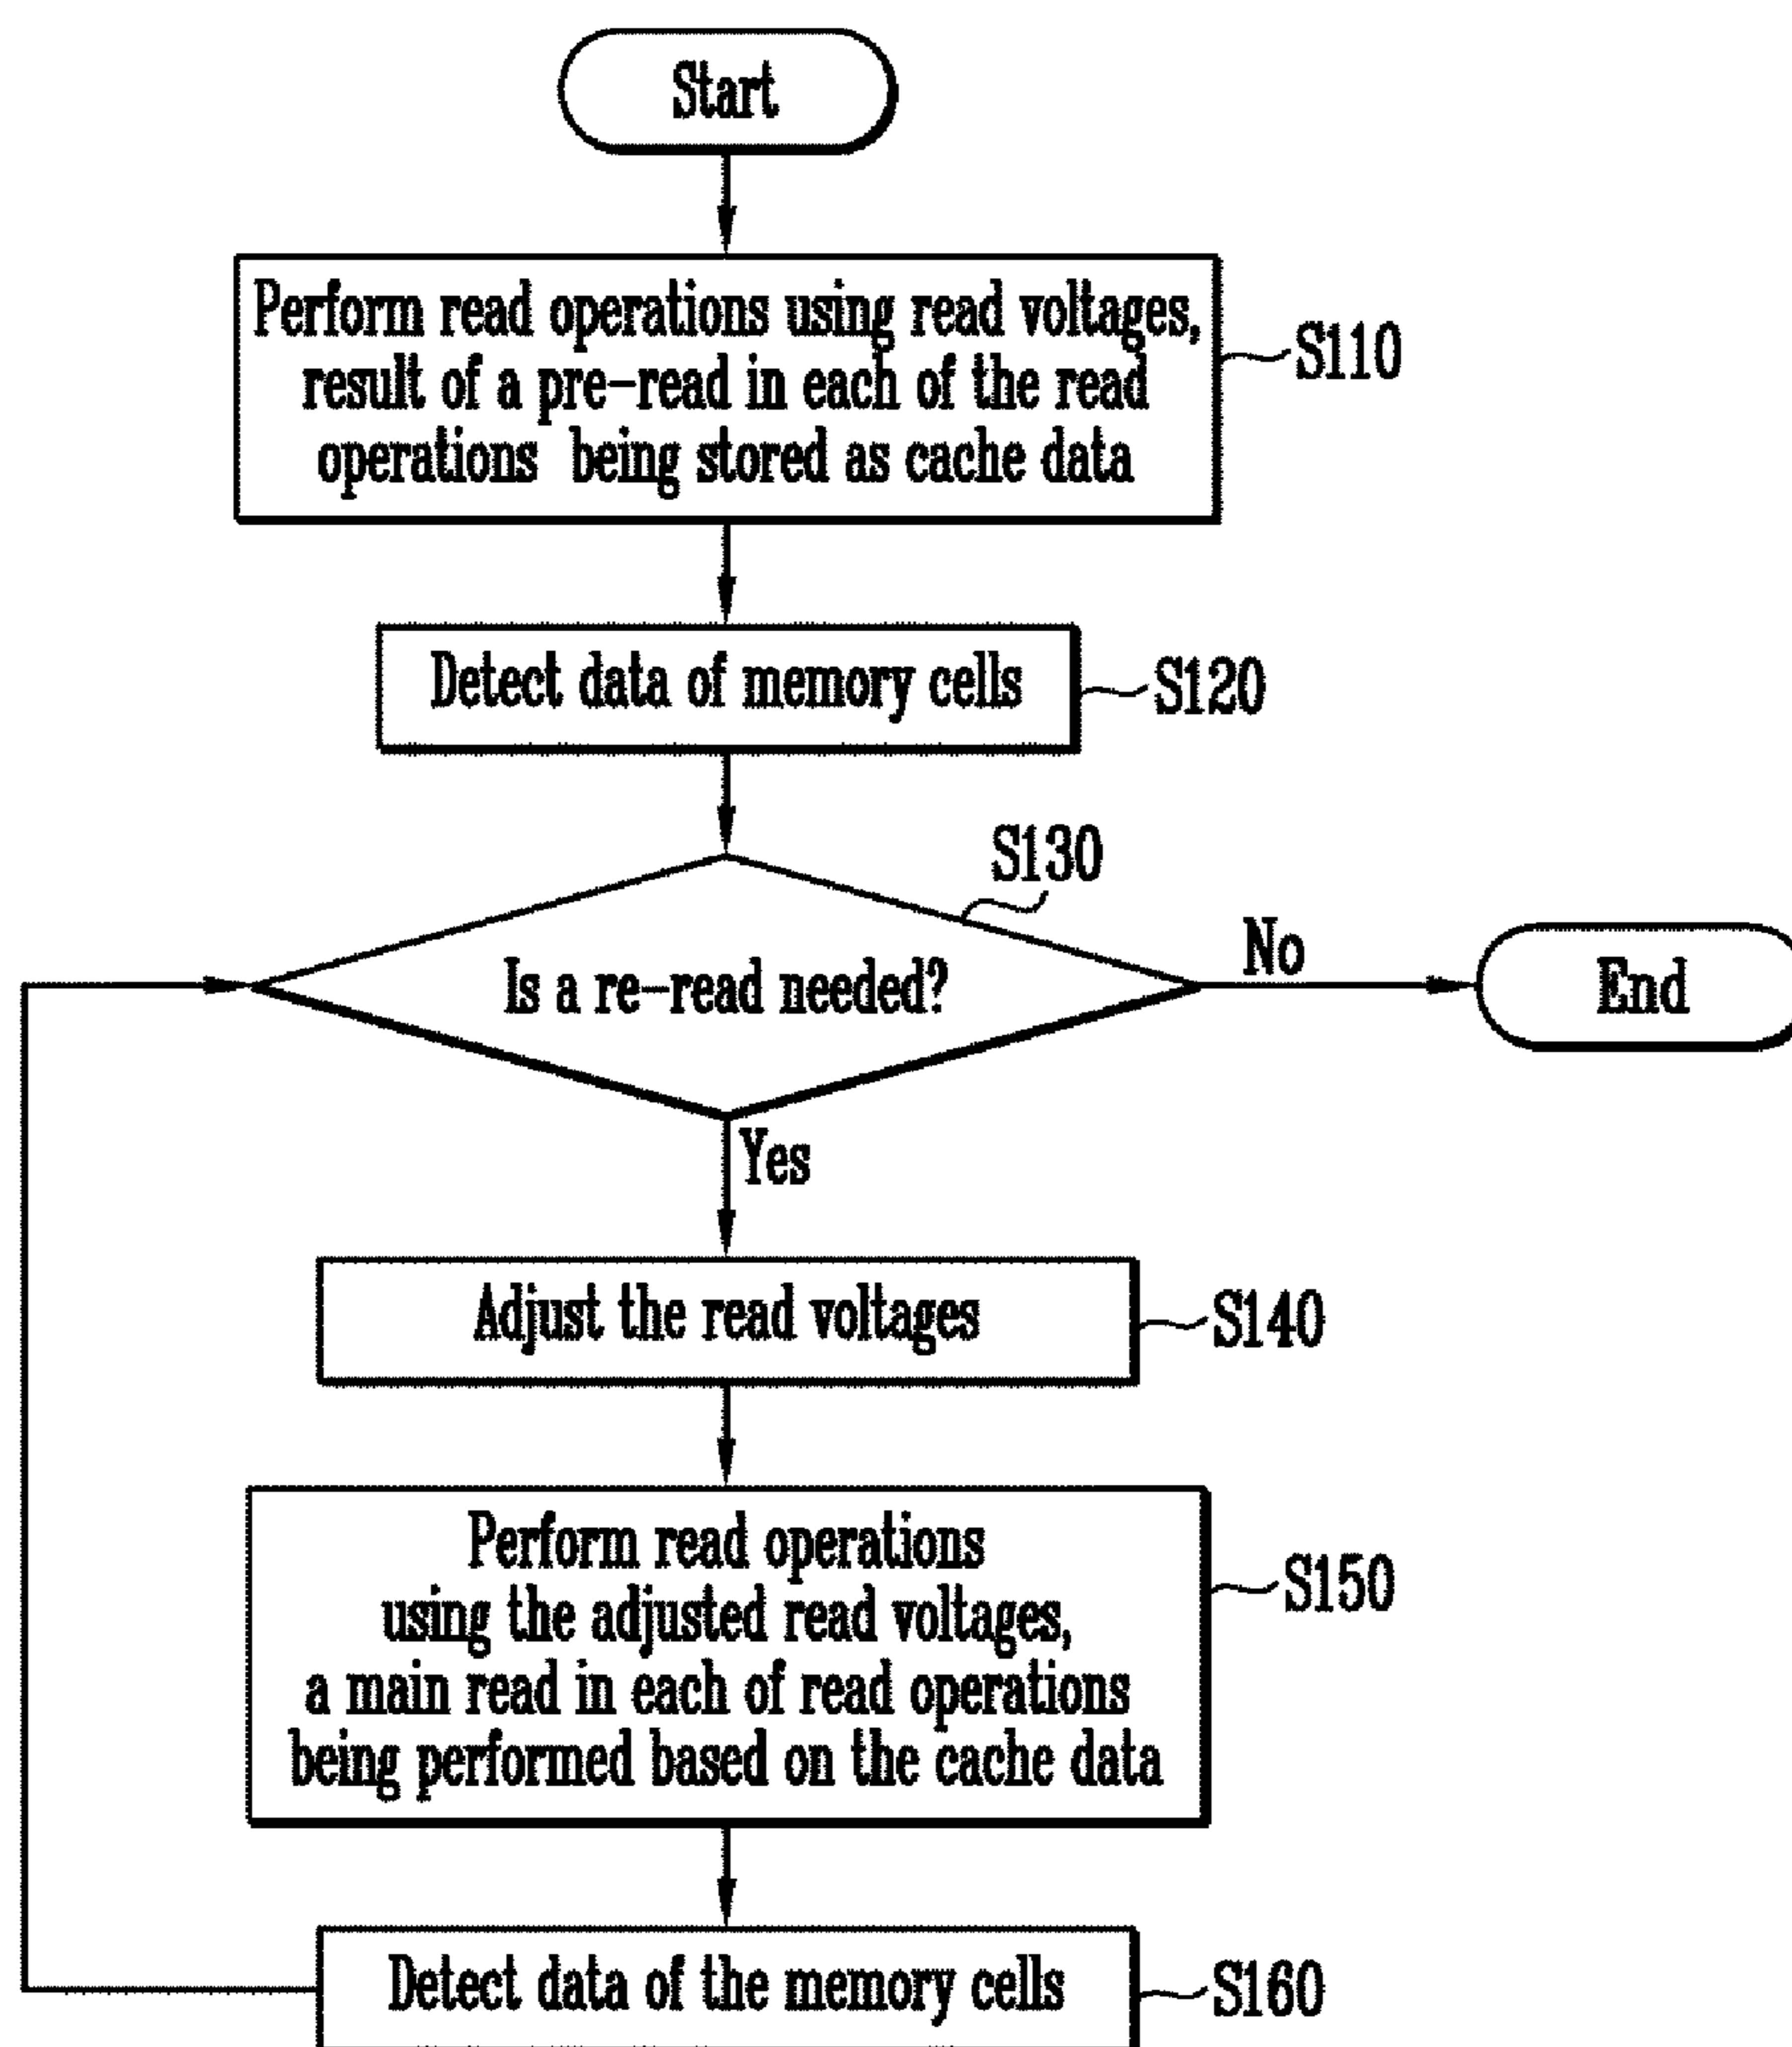 Start
Perform read operations using read voltages,
result of a pre-read in each of the read
operations being stored as cache data
S110
Detect data of memory cells
S120
S130
Is a re-read needed?
No
End
Yes
Adjust the read voltages
S140
Perform read operations
using the adjusted read voltages,
a main read in each of read operations
being performed based on the cache data
S150
Detect data of the memory cells
S160